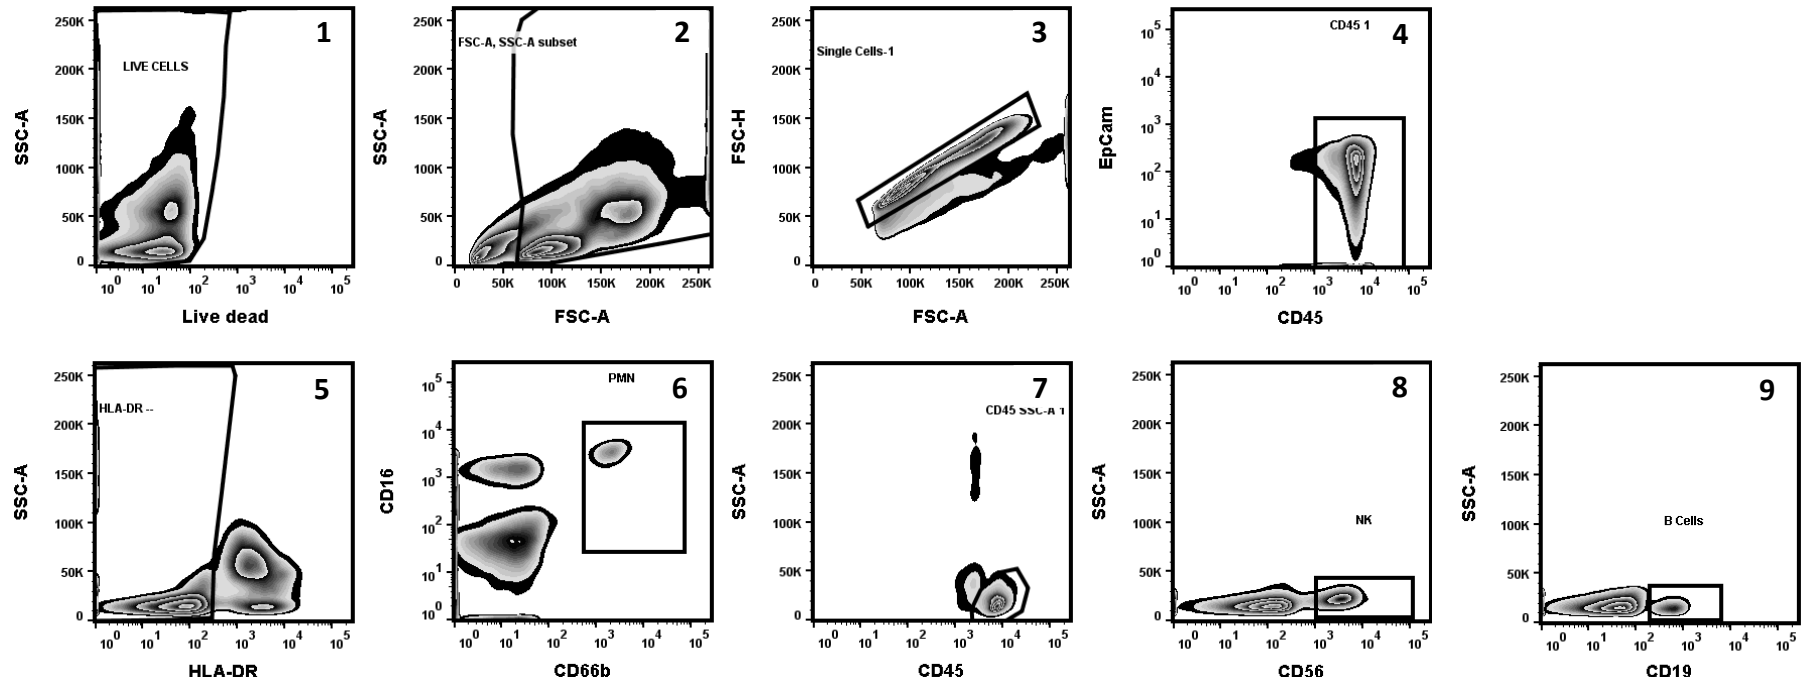 1
LIVE CELLS
SSC-A
250K
200K
150K
100K
50K
0
10^0 10^1 10^2 10^3 10^4 10^5
Live dead
2
FSC-A, SSC-A subset
SSC-A
250K
200K
150K
100K
50K
0
0 50K 100K 150K 200K 250K
FSC-A
3
Single Cells-1
FSC-H
250K
200K
150K
100K
50K
0
0 50K 100K 150K 200K 250K
FSC-A
CD45 1
4
EpCam
10^5
10^4
10^3
10^2
10^1
10^0
10^0 10^1 10^2 10^3 10^4 10^5
CD45
5
HLA-DR --
SSC-A
250K
200K
150K
100K
50K
0
10^0 10^1 10^2 10^3 10^4 10^5
HLA-DR
PMN
6
CD16
10^5
10^4
10^3
10^2
10^1
10^0
10^0 10^1 10^2 10^3 10^4 10^5
CD66b
7
CD45 SSC-A 1
SSC-A
250K
200K
150K
100K
50K
0
10^0 10^1 10^2 10^3 10^4 10^5
CD45
8
NK
SSC-A
250K
200K
150K
100K
50K
0
10^0 10^1 10^2 10^3 10^4 10^5
CD56
9
B Cells
SSC-A
250K
200K
150K
100K
50K
0
10^0 10^1 10^2 10^3 10^4 10^5
CD19